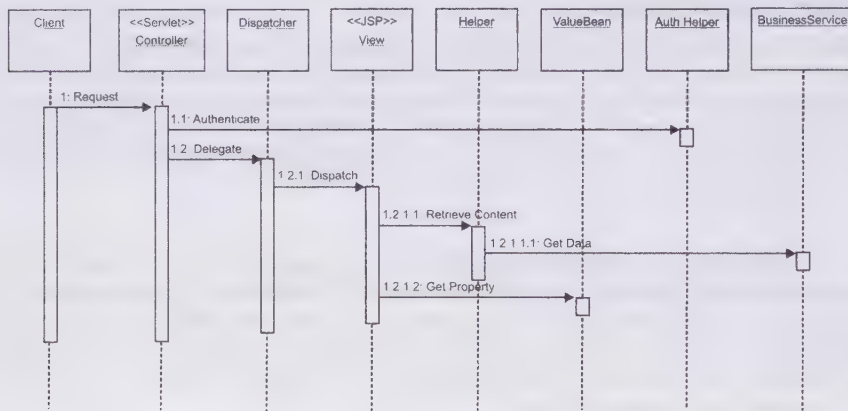 Client
<<Servlet>>
Controller
Dispatcher
<<JSP>>
View
Helper
ValueBean
Auth Helper
BusinessService
1: Request
1.1: Authenticate
1 2 Delegate
1 2.1 Dispatch
1.2 1 1 Retrieve Content
1 2 1 1.1: Get Data
1 2 1 2: Get Property